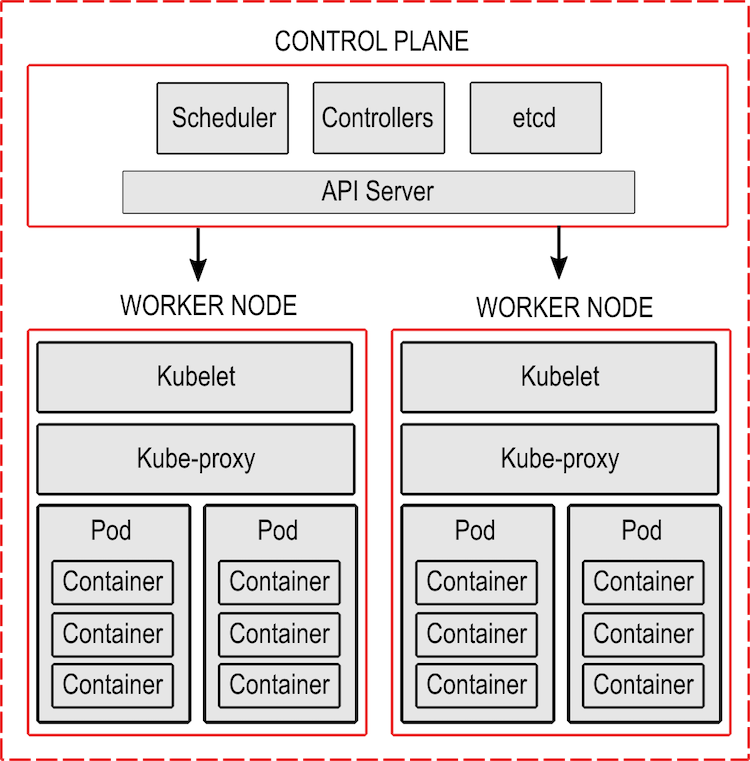 CONTROL PLANE
Scheduler
Controllers
etcd
API Server
WORKER NODE
Kubelet
Kube-proxy
Pod
Container
Container
Container
Pod
Container
Container
Container
WORKER NODE
Kubelet
Kube-proxy
Pod
Container
Container
Container
Pod
Container
Container
Container